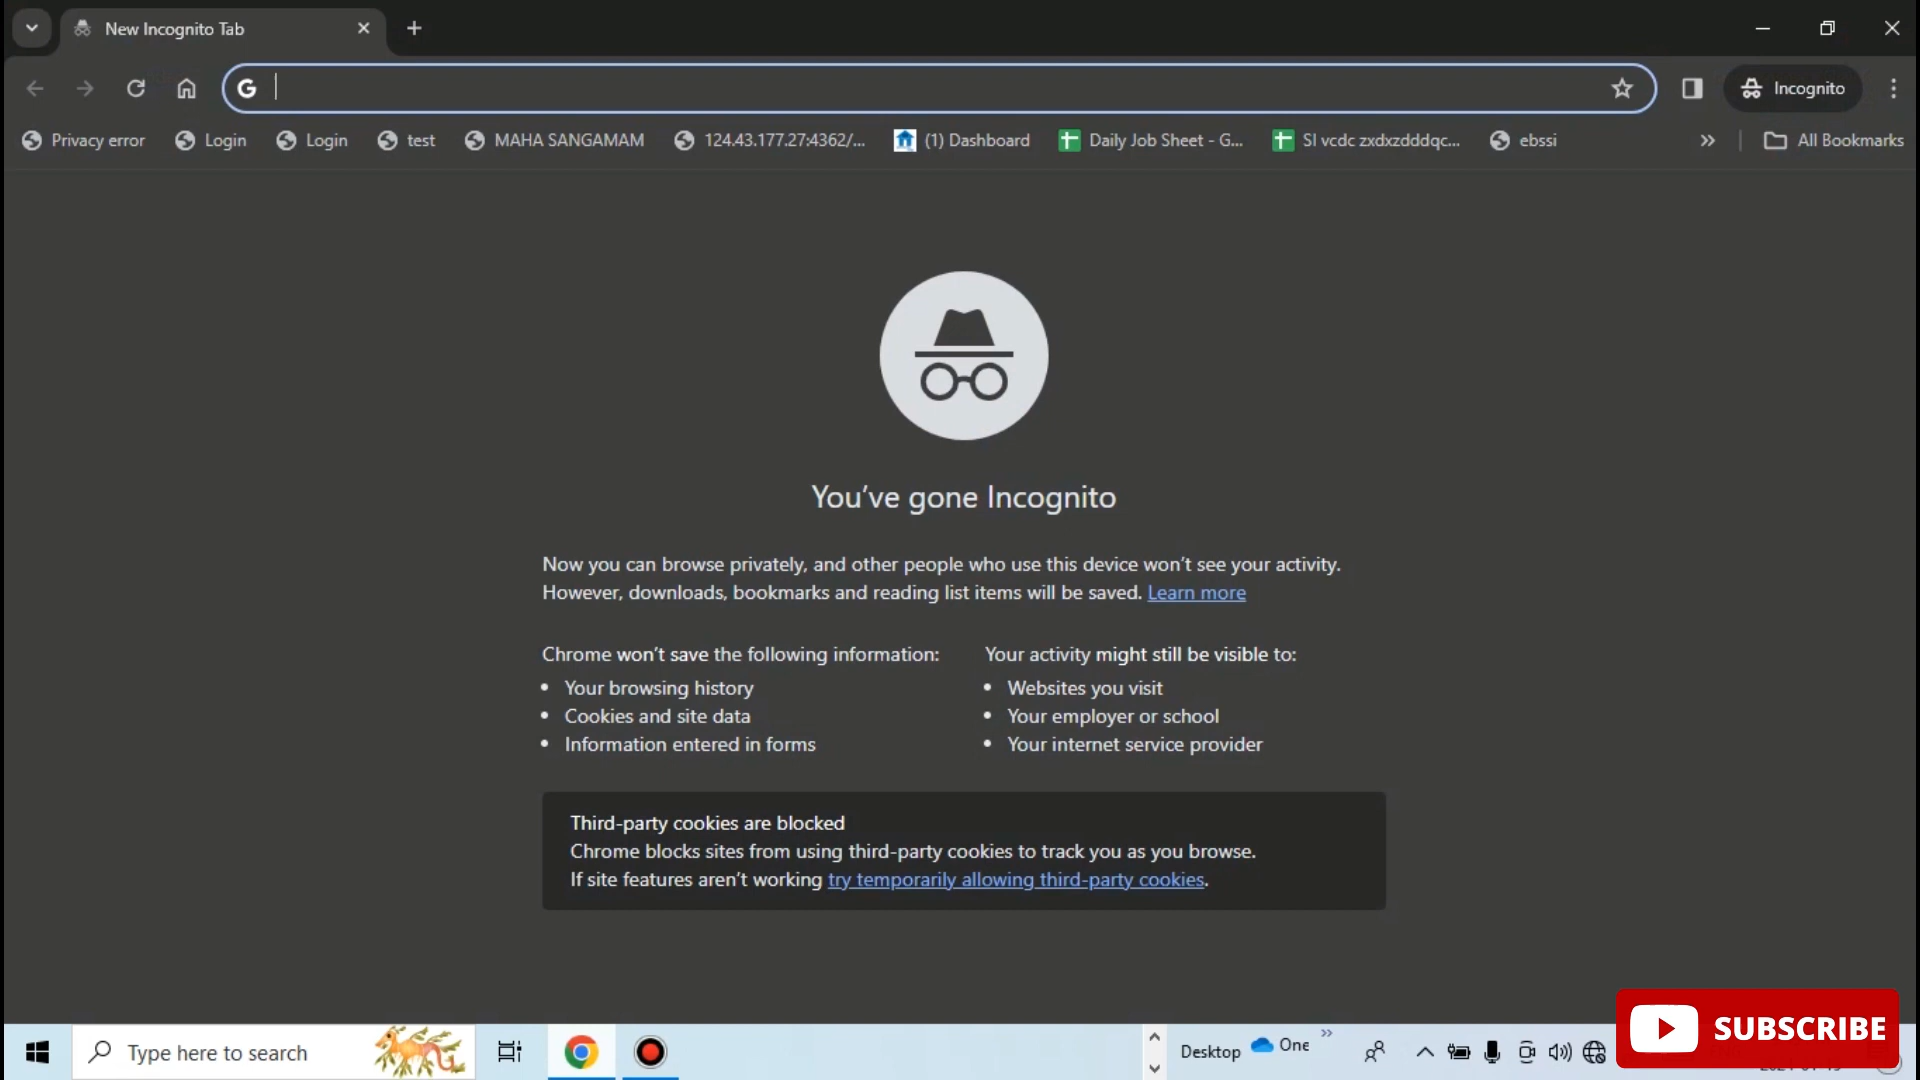 New Incognito Tab
Incognito
Privacy error
Login
Login
test
MAHA SANGAMAM
124.43.177.27:4362/...
(1) Dashboard
Daily Job Sheet - G...
SI vcdc zxdxzdddqc...
ebssi
All Bookmarks
You've gone Incognito
Now you can browse privately, and other people who use this device won't see your activity.
However, downloads, bookmarks and reading list items will be saved. Learn more
Chrome won't save the following information:
Your browsing history
Cookies and site data
Information entered in forms
Your activity might still be visible to:
Websites you visit
Your employer or school
Your internet service provider
Third-party cookies are blocked
Chrome blocks sites from using third-party cookies to track you as you browse.
If site features aren't working try temporarily allowing third-party cookies.
Type here to search
Desktop
One
SUBSCRIBE